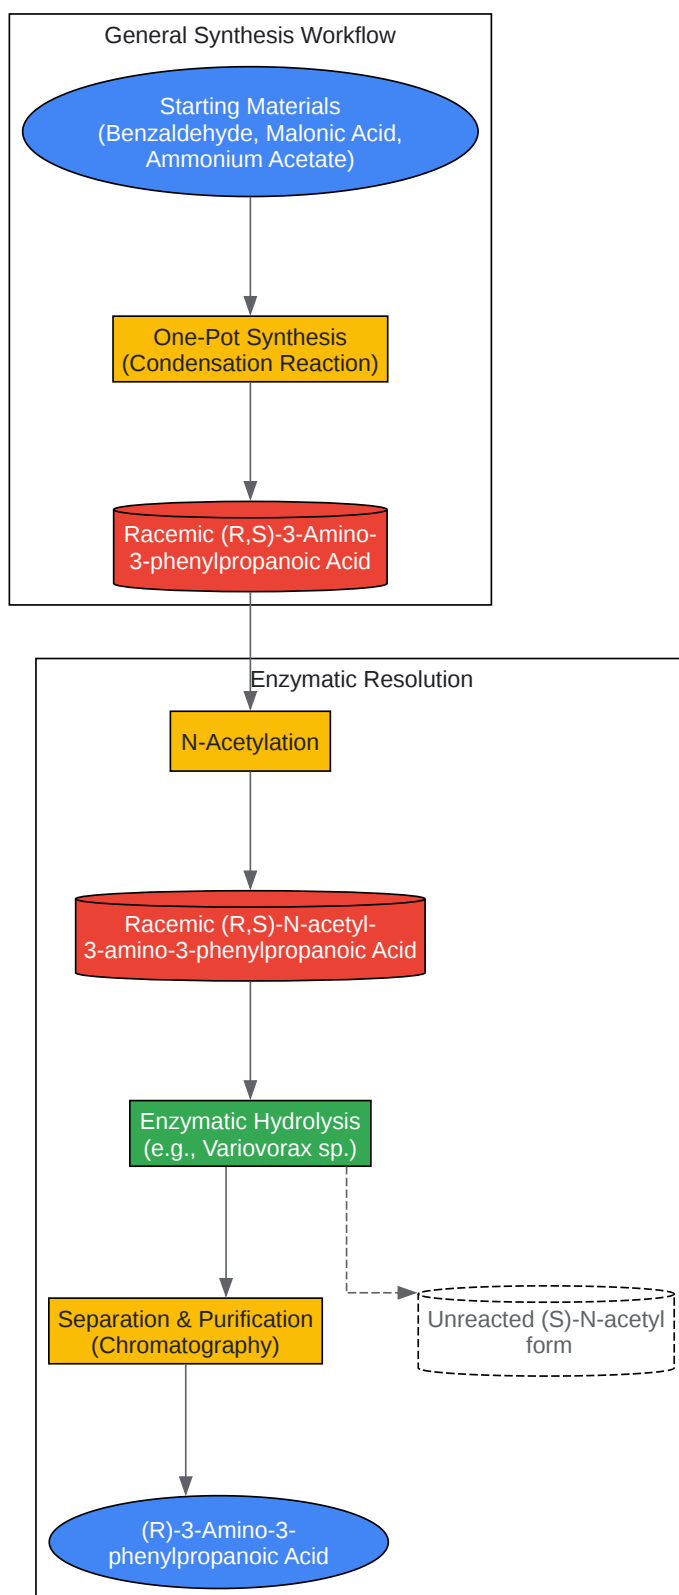 General Synthesis Workflow
Starting Materials
(Benzaldehyde, Malonic Acid,
Ammonium Acetate)
One-Pot Synthesis
(Condensation Reaction)
Racemic (R,S)-3-Amino-
3-phenylpropanoic Acid
Enzymatic Resolution
N-Acetylation
Racemic (R,S)-N-acetyl-
3-amino-3-phenylpropanoic Acid
Enzymatic Hydrolysis
(e.g., Variovorax sp.)
Separation & Purification
(Chromatography)
Unreacted (S)-N-acetyl
form
(R)-3-Amino-3-
phenylpropanoic Acid